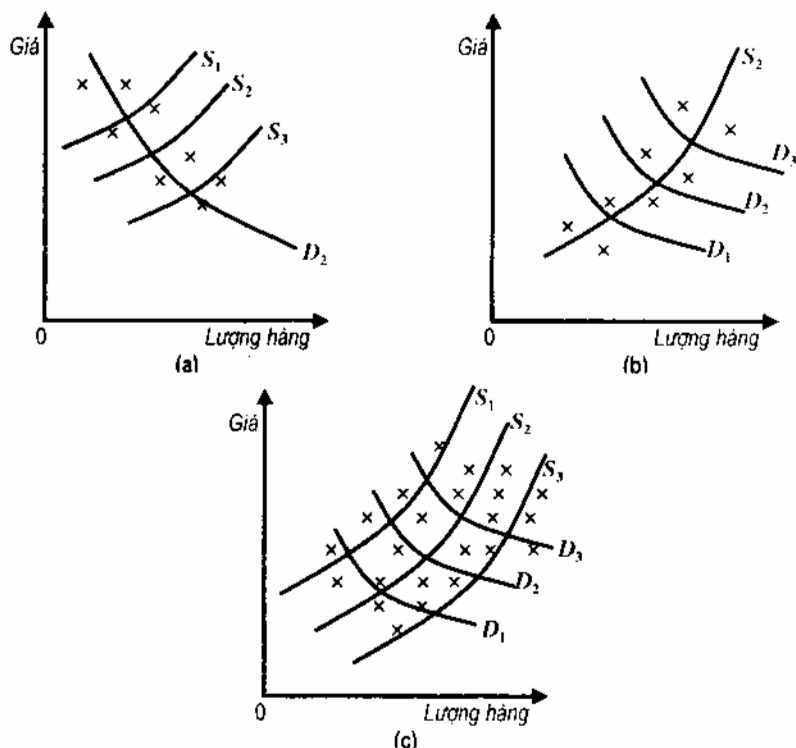 Giá
S₁
S₂
S₃
D₂
0
Lượng hàng
(a)
Giá
S₂
D₃
D₂
D₁
0
Lượng hàng
(b)
Giá
S₁
S₂
S₃
D₃
D₂
D₁
0
Lượng hàng
(c)